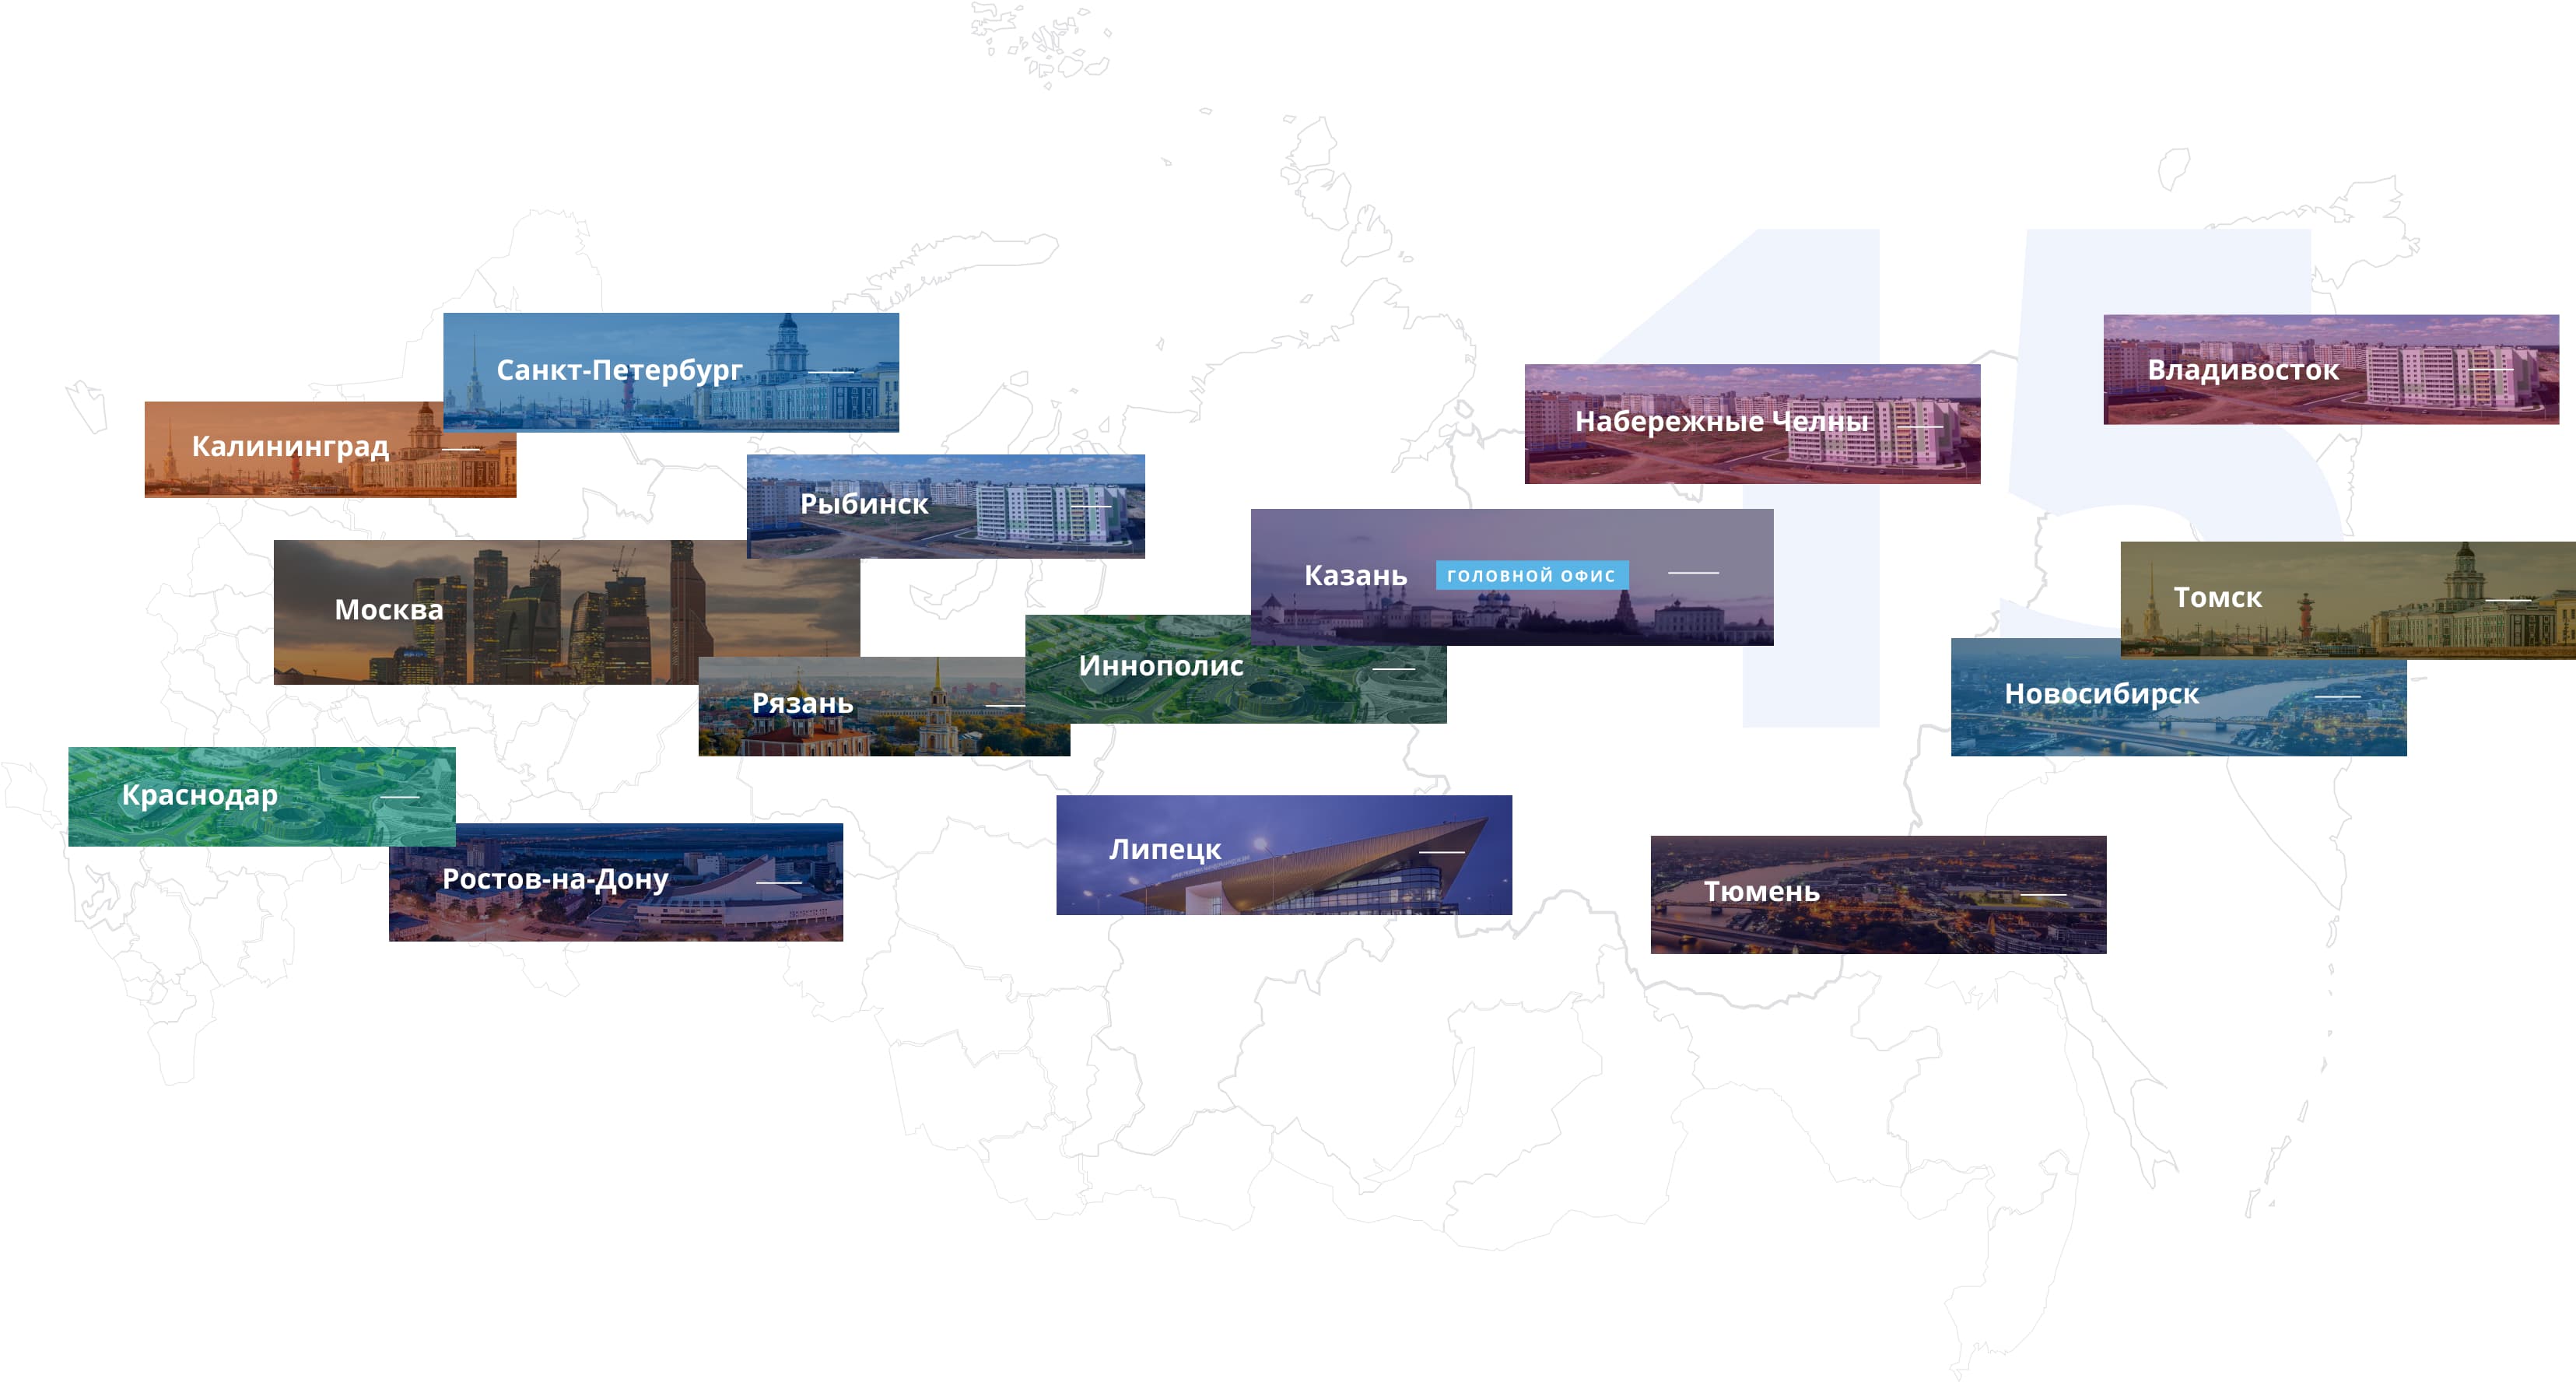 15
Санкт-Петербург
Владивосток
Набережные Челны
Калининград
Рыбинск
Казань ГОЛОВНОЙ ОФИС
Томск
Москва
Иннополис
Новосибирск
Рязань
Краснодар
Липецк
Ростов-на-Дону
Тюмень